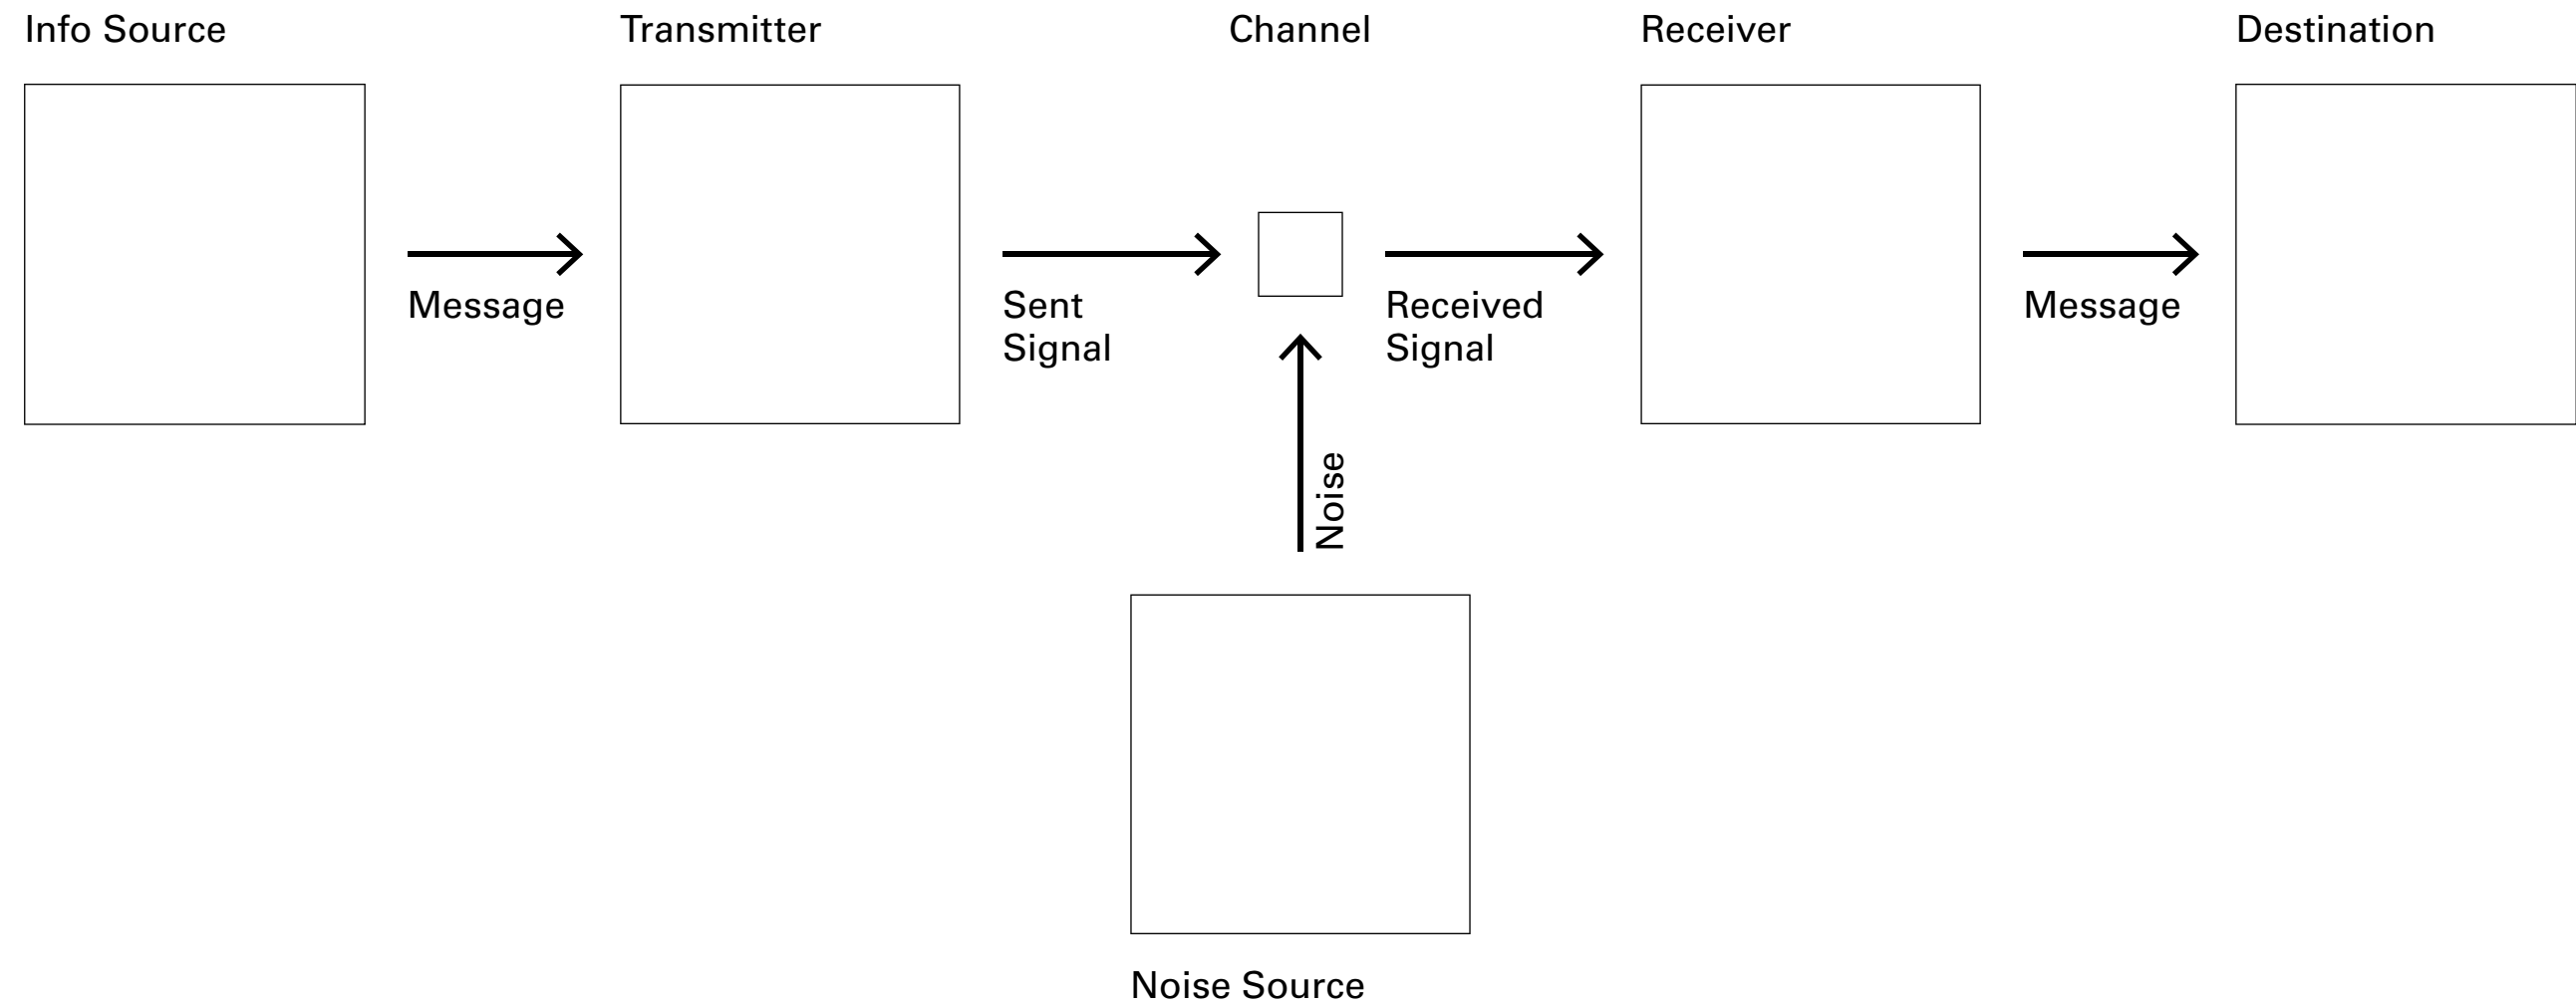 Info Source
Transmitter
Channel
Receiver
Destination
Message
Sent
Signal
Received
Signal
Message
Noise
Noise Source